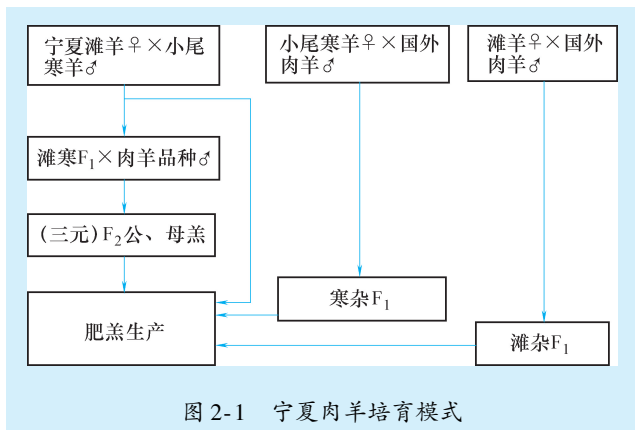 宁夏滩羊♀×小尾
寒羊♂
小尾寒羊♀×国外
肉羊♂
滩羊♀×国外
肉羊♂
滩寒F₁×肉羊品种♂
(三元)F₂公、母羔
寒杂F₁
肥羔生产
滩杂F₁
图 2-1 宁夏肉羊培育模式